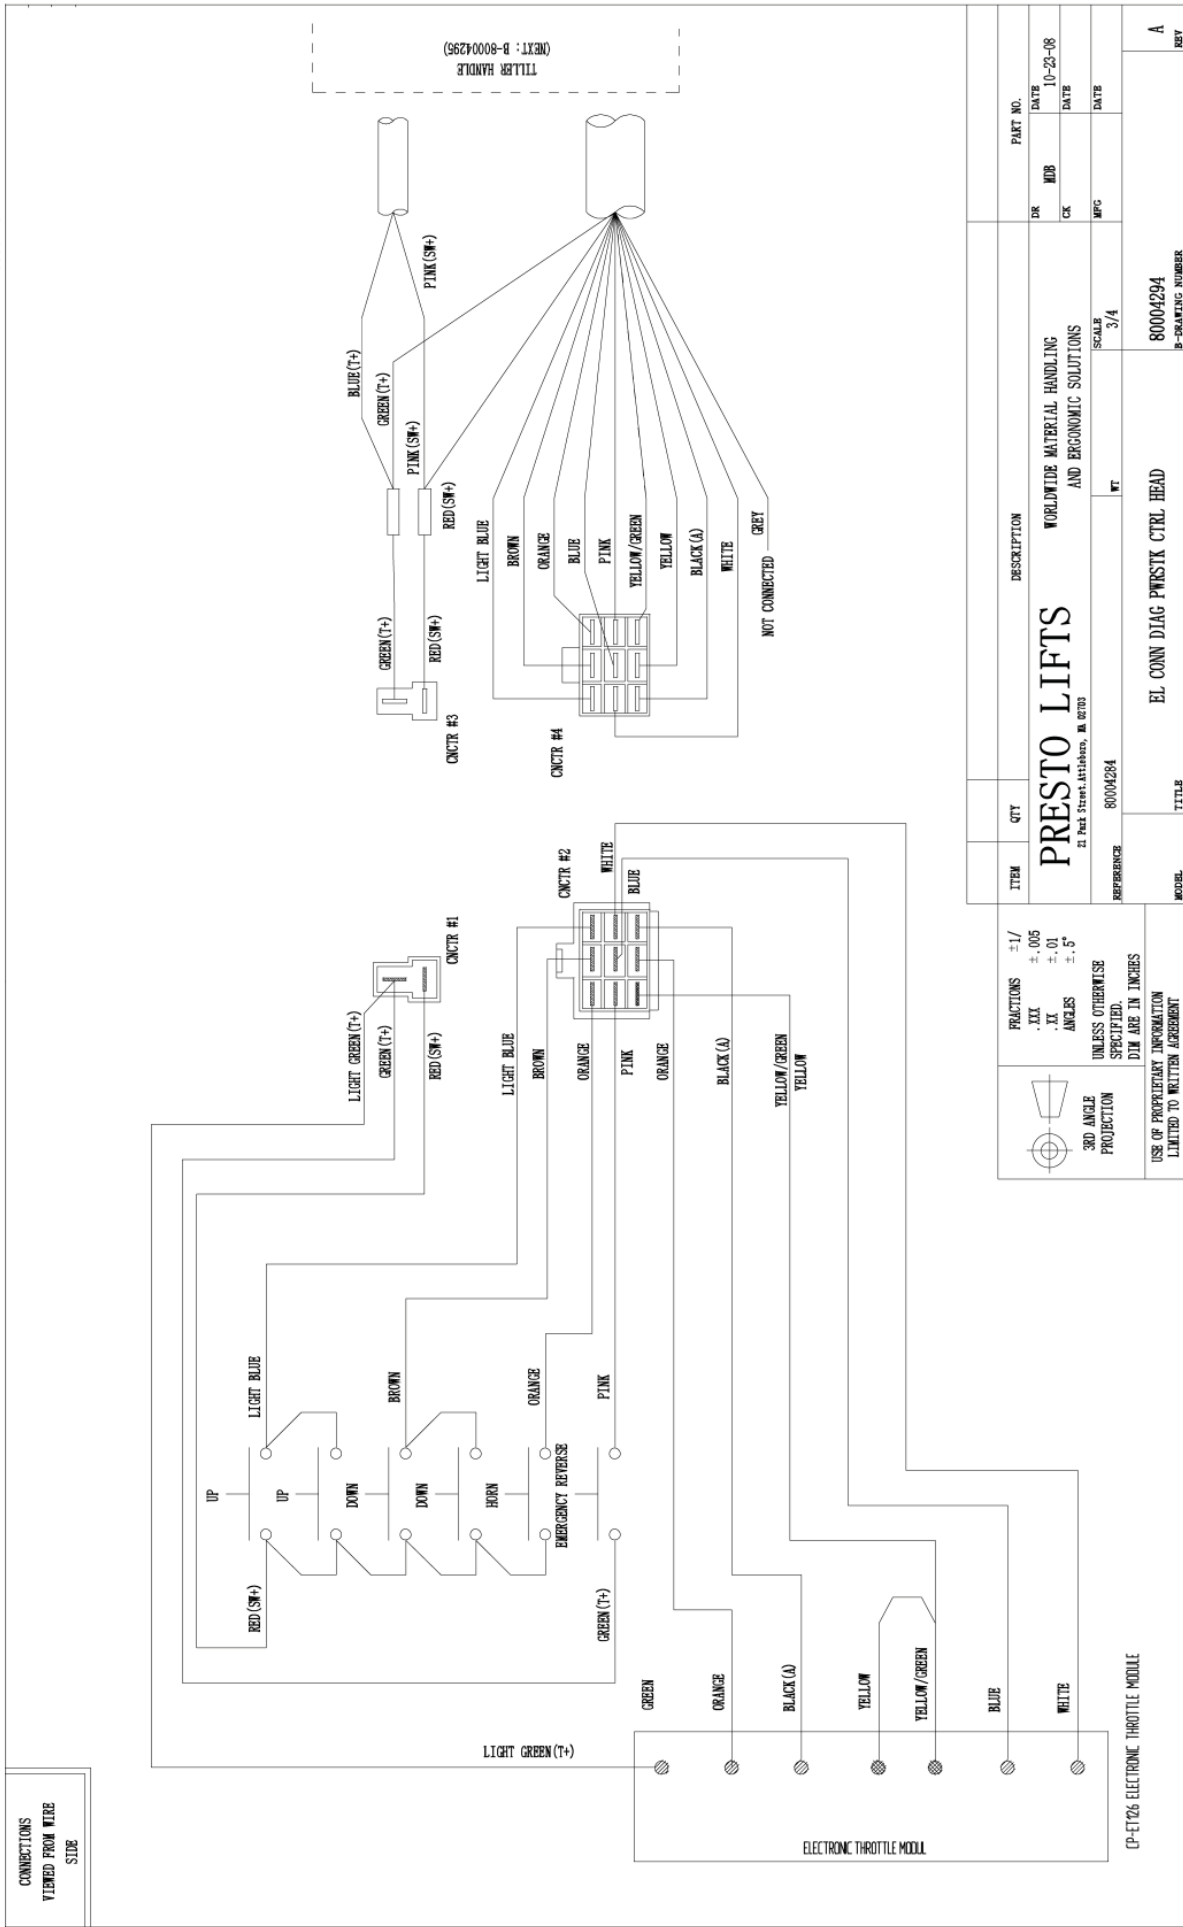 CONNECTIONS
VIEWED FROM WIRE
SIDE
TILLER HANDLE
(NEXT: B-80004295)
LIGHT GREEN(T+)
GREEN(T+)
RED(SW+)
CNCTR #1
LIGHT BLUE
BROWN
ORANGE
PINK
ORANGE
BLACK(A)
YELLOW/GREEN
YELLOW
CNCTR #2
WHITE
BLUE
UP
UP
DOWN
DOWN
HORN
EMERGENCY REVERSE
LIGHT BLUE
BROWN
ORANGE
PINK
RED(SW+)
GREEN(T+)
LIGHT GREEN(T+)
GREEN
ORANGE
BLACK(A)
YELLOW
YELLOW/GREEN
BLUE
WHITE
ELECTRONIC THROTTLE MODUL
CP-ET126 ELECTRONIC THROTTLE MODULE
GREEN(T+)
RED(SW+)
CNCTR #3
BLUE(T+)
GREEN(T+)
PINK(SW+)
PINK(SW+)
RED(SW+)
CNCTR #4
LIGHT BLUE
BROWN
ORANGE
BLUE
PINK
YELLOW/GREEN
YELLOW
BLACK(A)
WHITE
NOT CONNECTED
GREY
3RD ANGLE
PROJECTION
FRACTIONS ±1/
.XXX ±.005
.XX ±.01
ANGLES ±.5°
UNLESS OTHERWISE
SPECIFIED.
DIM ARE IN INCHES
USE OF PROPRIETARY INFORMATION
LIMITED TO WRITTEN AGREEMENT
ITEM QTY DESCRIPTION PART NO.
PRESTO LIFTS
21 Park Street, Attleboro, MA 02703
WORLDWIDE MATERIAL HANDLING
AND ERGONOMIC SOLUTIONS
DR MDB DATE 10-23-08
CK DATE
MFG DATE
REFERENCE 80004284
WT
SCALE 3/4
MODEL
TITLE EL CONN DIAG PWRSTK CTRL HEAD
80004294
B-DRAWING NUMBER
A
REV